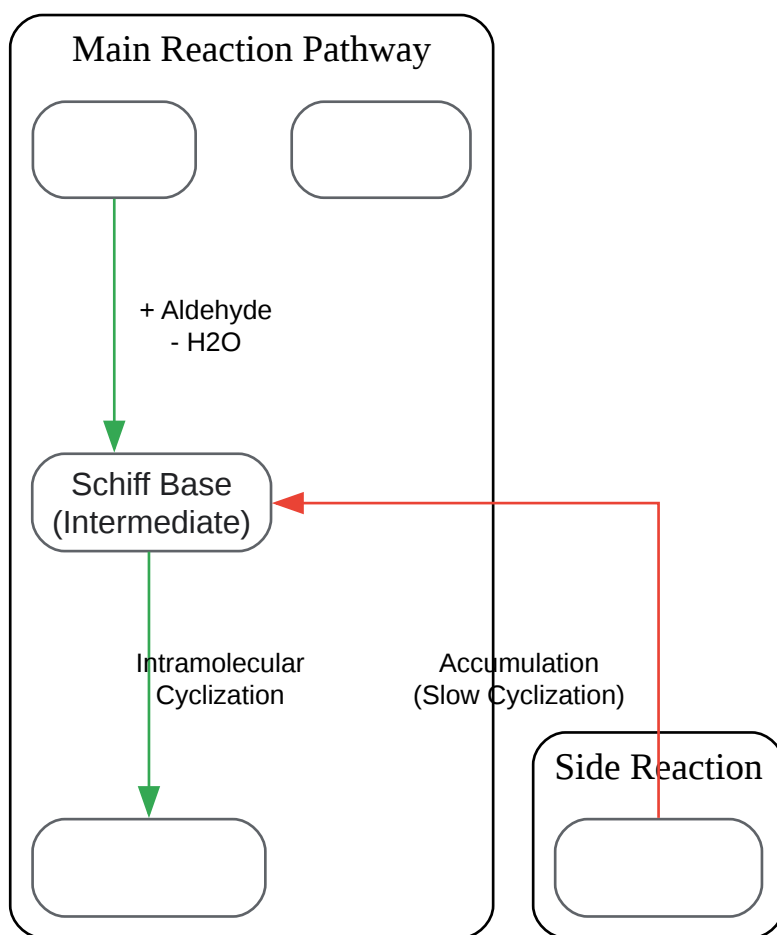 Main Reaction Pathway
+ Aldehyde
- H2O
Schiff Base
(Intermediate)
Intramolecular
Cyclization
Accumulation
(Slow Cyclization)
Side Reaction